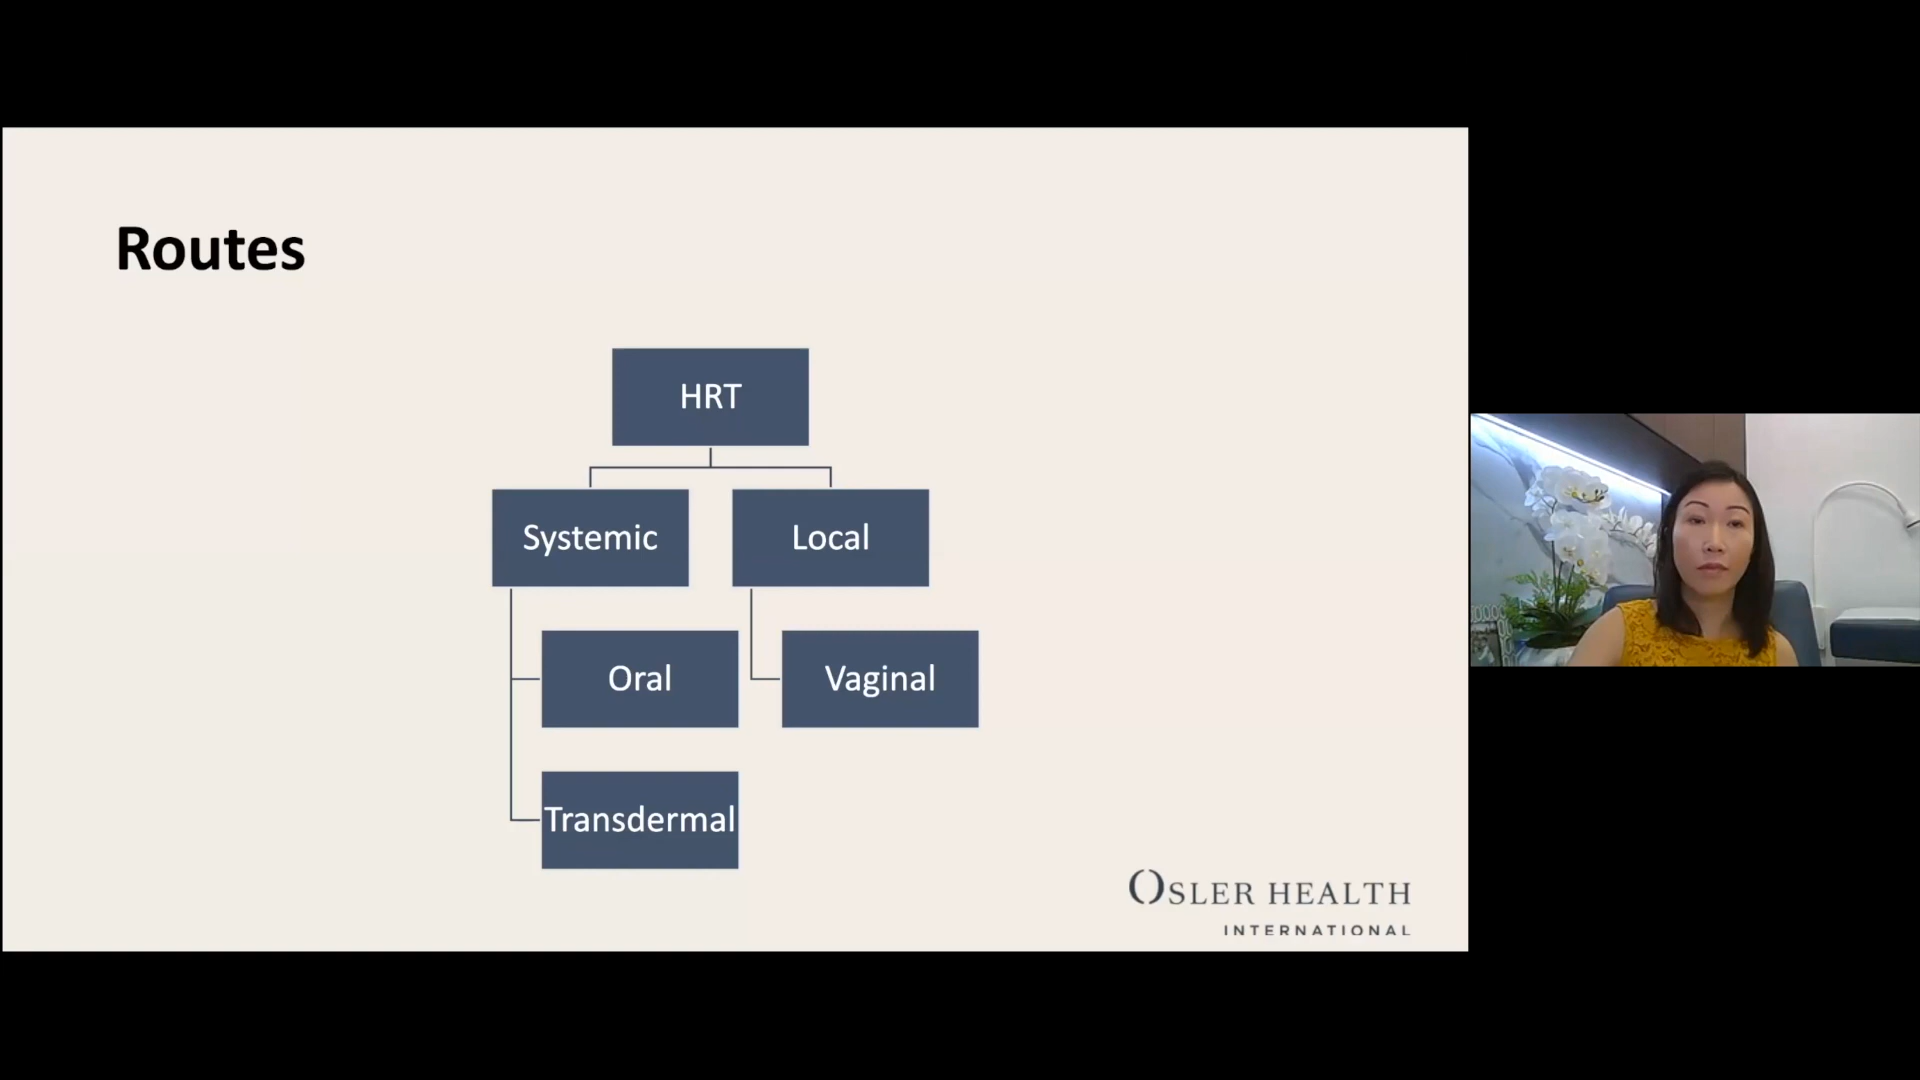 Routes
HRT
Systemic
Local
Oral
Vaginal
Transdermal
OSLER HEALTH
INTERNATIONAL